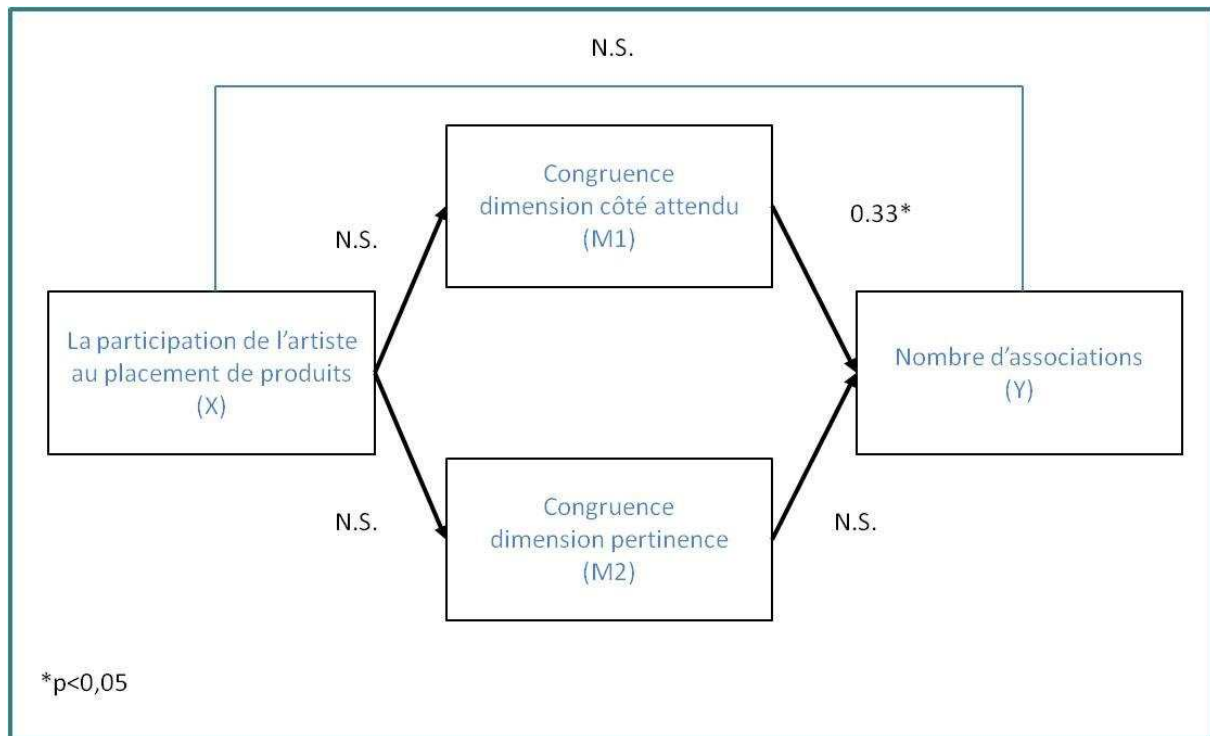 N.S.
Congruence
dimension côté attendu
(M1)
0.33*
N.S.
La participation de l'artiste
au placement de produits
(X)
Nombre d'associations
(Y)
N.S.
Congruence
dimension pertinence
(M2)
N.S.
*p<0,05